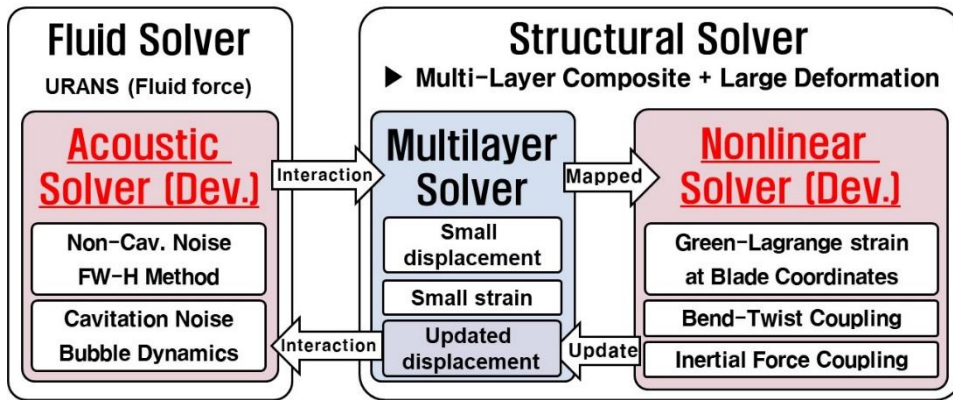 Fluid Solver
URANS (Fluid force)
Acoustic
Solver (Dev.)
Non-Cav. Noise
FW-H Method
Cavitation Noise
Bubble Dynamics
Interaction
Interaction
Structural Solver
▶ Multi-Layer Composite + Large Deformation
Multilayer
Solver
Small
displacement
Small strain
Updated
displacement
Mapped
Update
Nonlinear
Solver (Dev.)
Green-Lagrange strain
at Blade Coordinates
Bend-Twist Coupling
Inertial Force Coupling